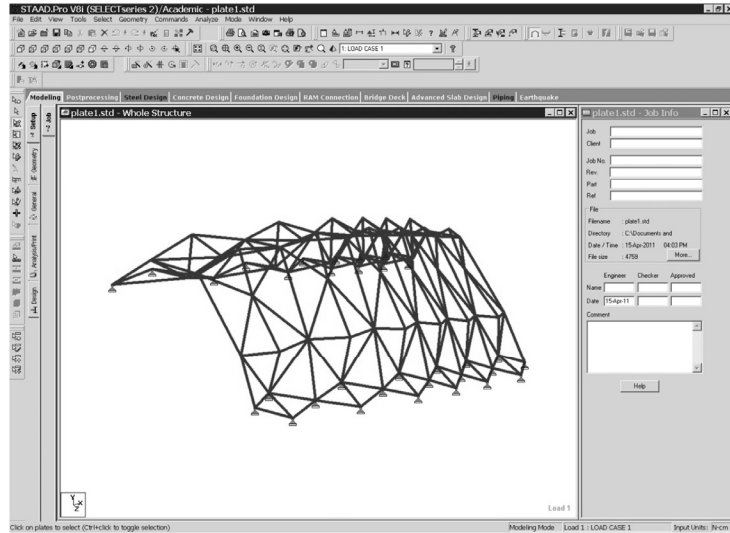 STAAD.Pro V8i (SELECTseries 2)/Academic - plate1.std
File Edit View Tools Select Geometry Commands Analyze Mode Window Help
1: LOAD CASE 1
Modeling Postprocessing Steel Design Concrete Design Foundation Design RAM Connection Bridge Deck Advanced Slab Design Piping Earthquake
Setup
Geometry
General
Analysis/Print
Design
Job
plate1.std - Whole Structure
Y
X
Z
Load 1
plate1.std - Job Info
Job
Client
Job No.
Rev.
Part
Ref
File
Filename : plate1.std
Directory : C:\Documents and
Date / Time : 15-Apr-2011 04:03 PM
File size : 4759 More...
Engineer Checker Approved
Name
Date 15-Apr-11
Comment
Help
Click on plates to select (Ctrl+click to toggle selection) Modeling Mode Load 1 : LOAD CASE 1 Input Units: N-cm